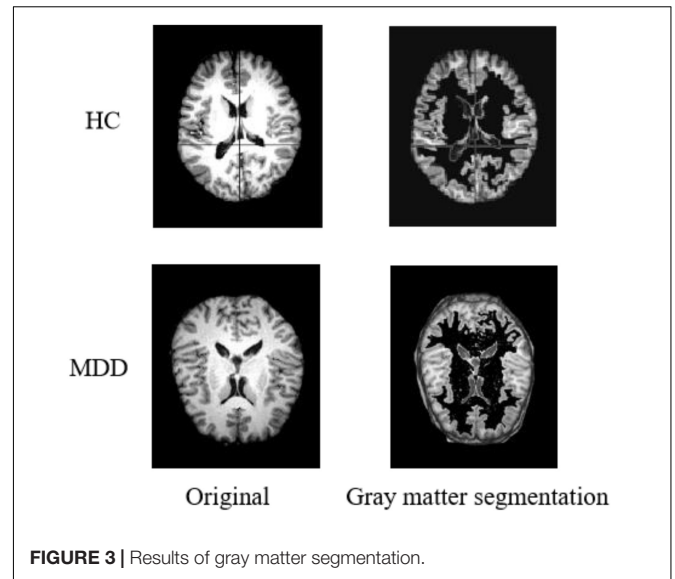 HC
MDD
Original Gray matter segmentation
FIGURE 3 | Results of gray matter segmentation.